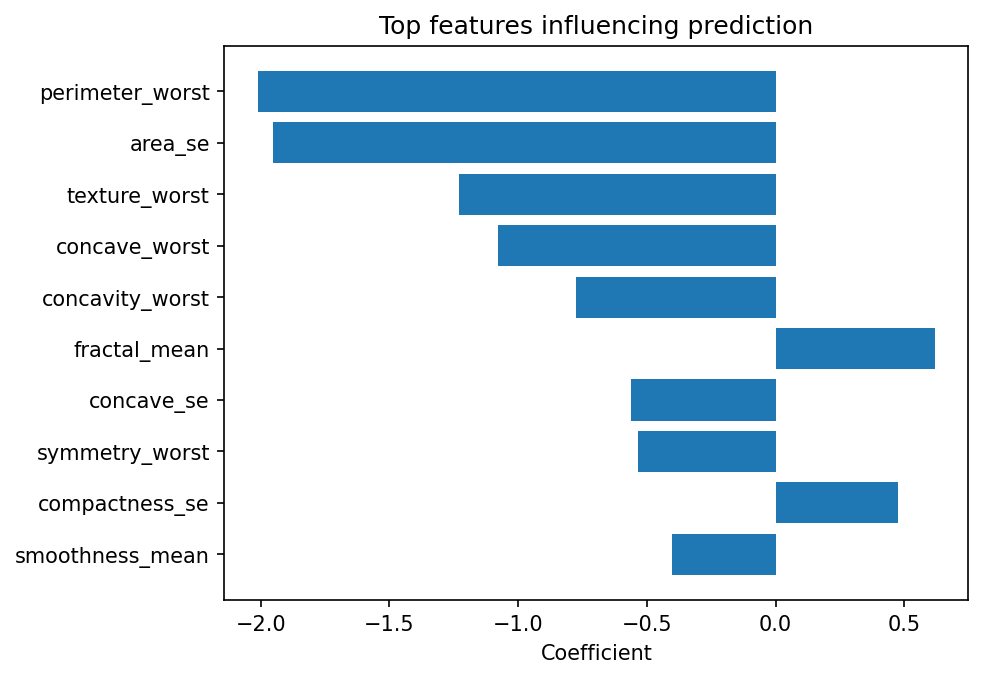 Top features influencing prediction
perimeter_worst
area_se
texture_worst
concave_worst
concavity_worst
fractal_mean
concave_se
symmetry_worst
compactness_se
smoothness_mean
−2.0 −1.5 −1.0 −0.5 0.0 0.5
Coefficient